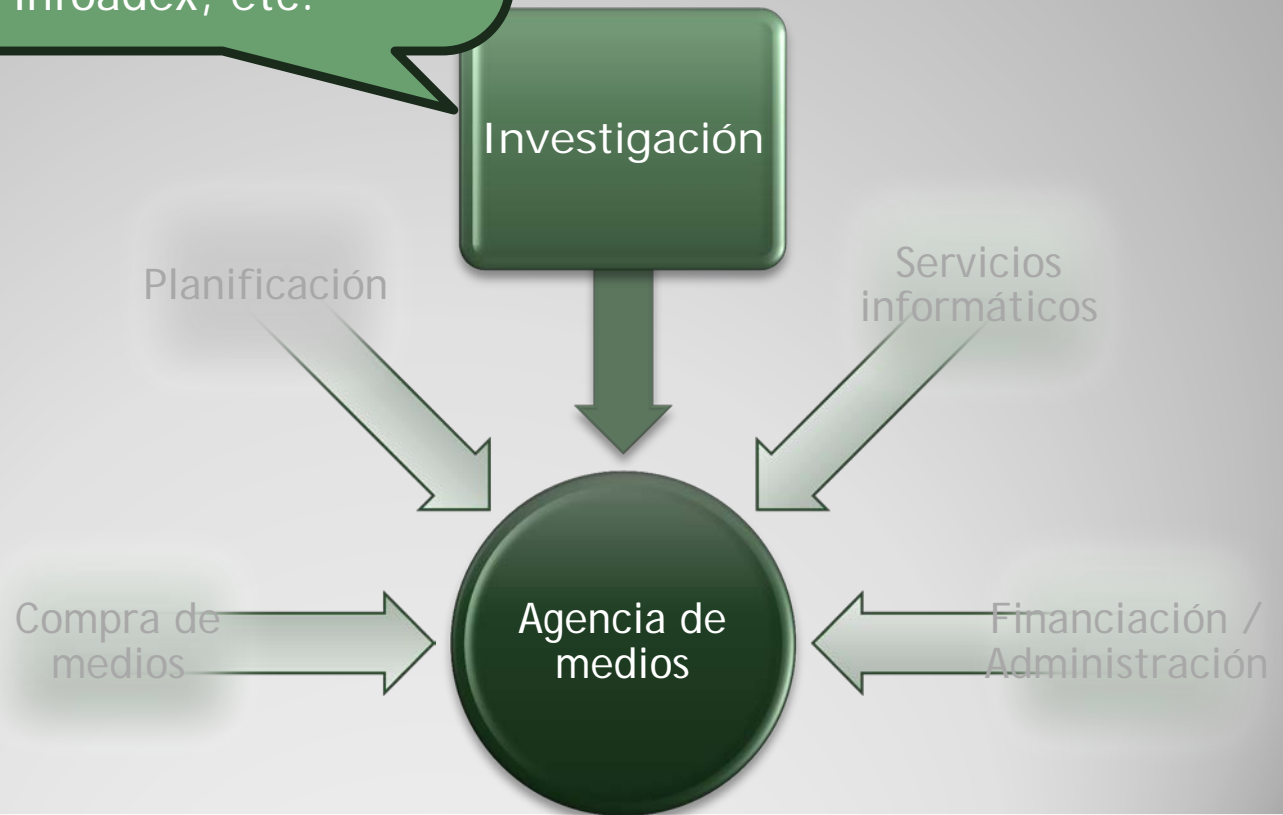 Infoadex, etc.
Investigación
Planificación
Servicios
informáticos
Compra de
medios
Agencia de
medios
Financiación /
Administración